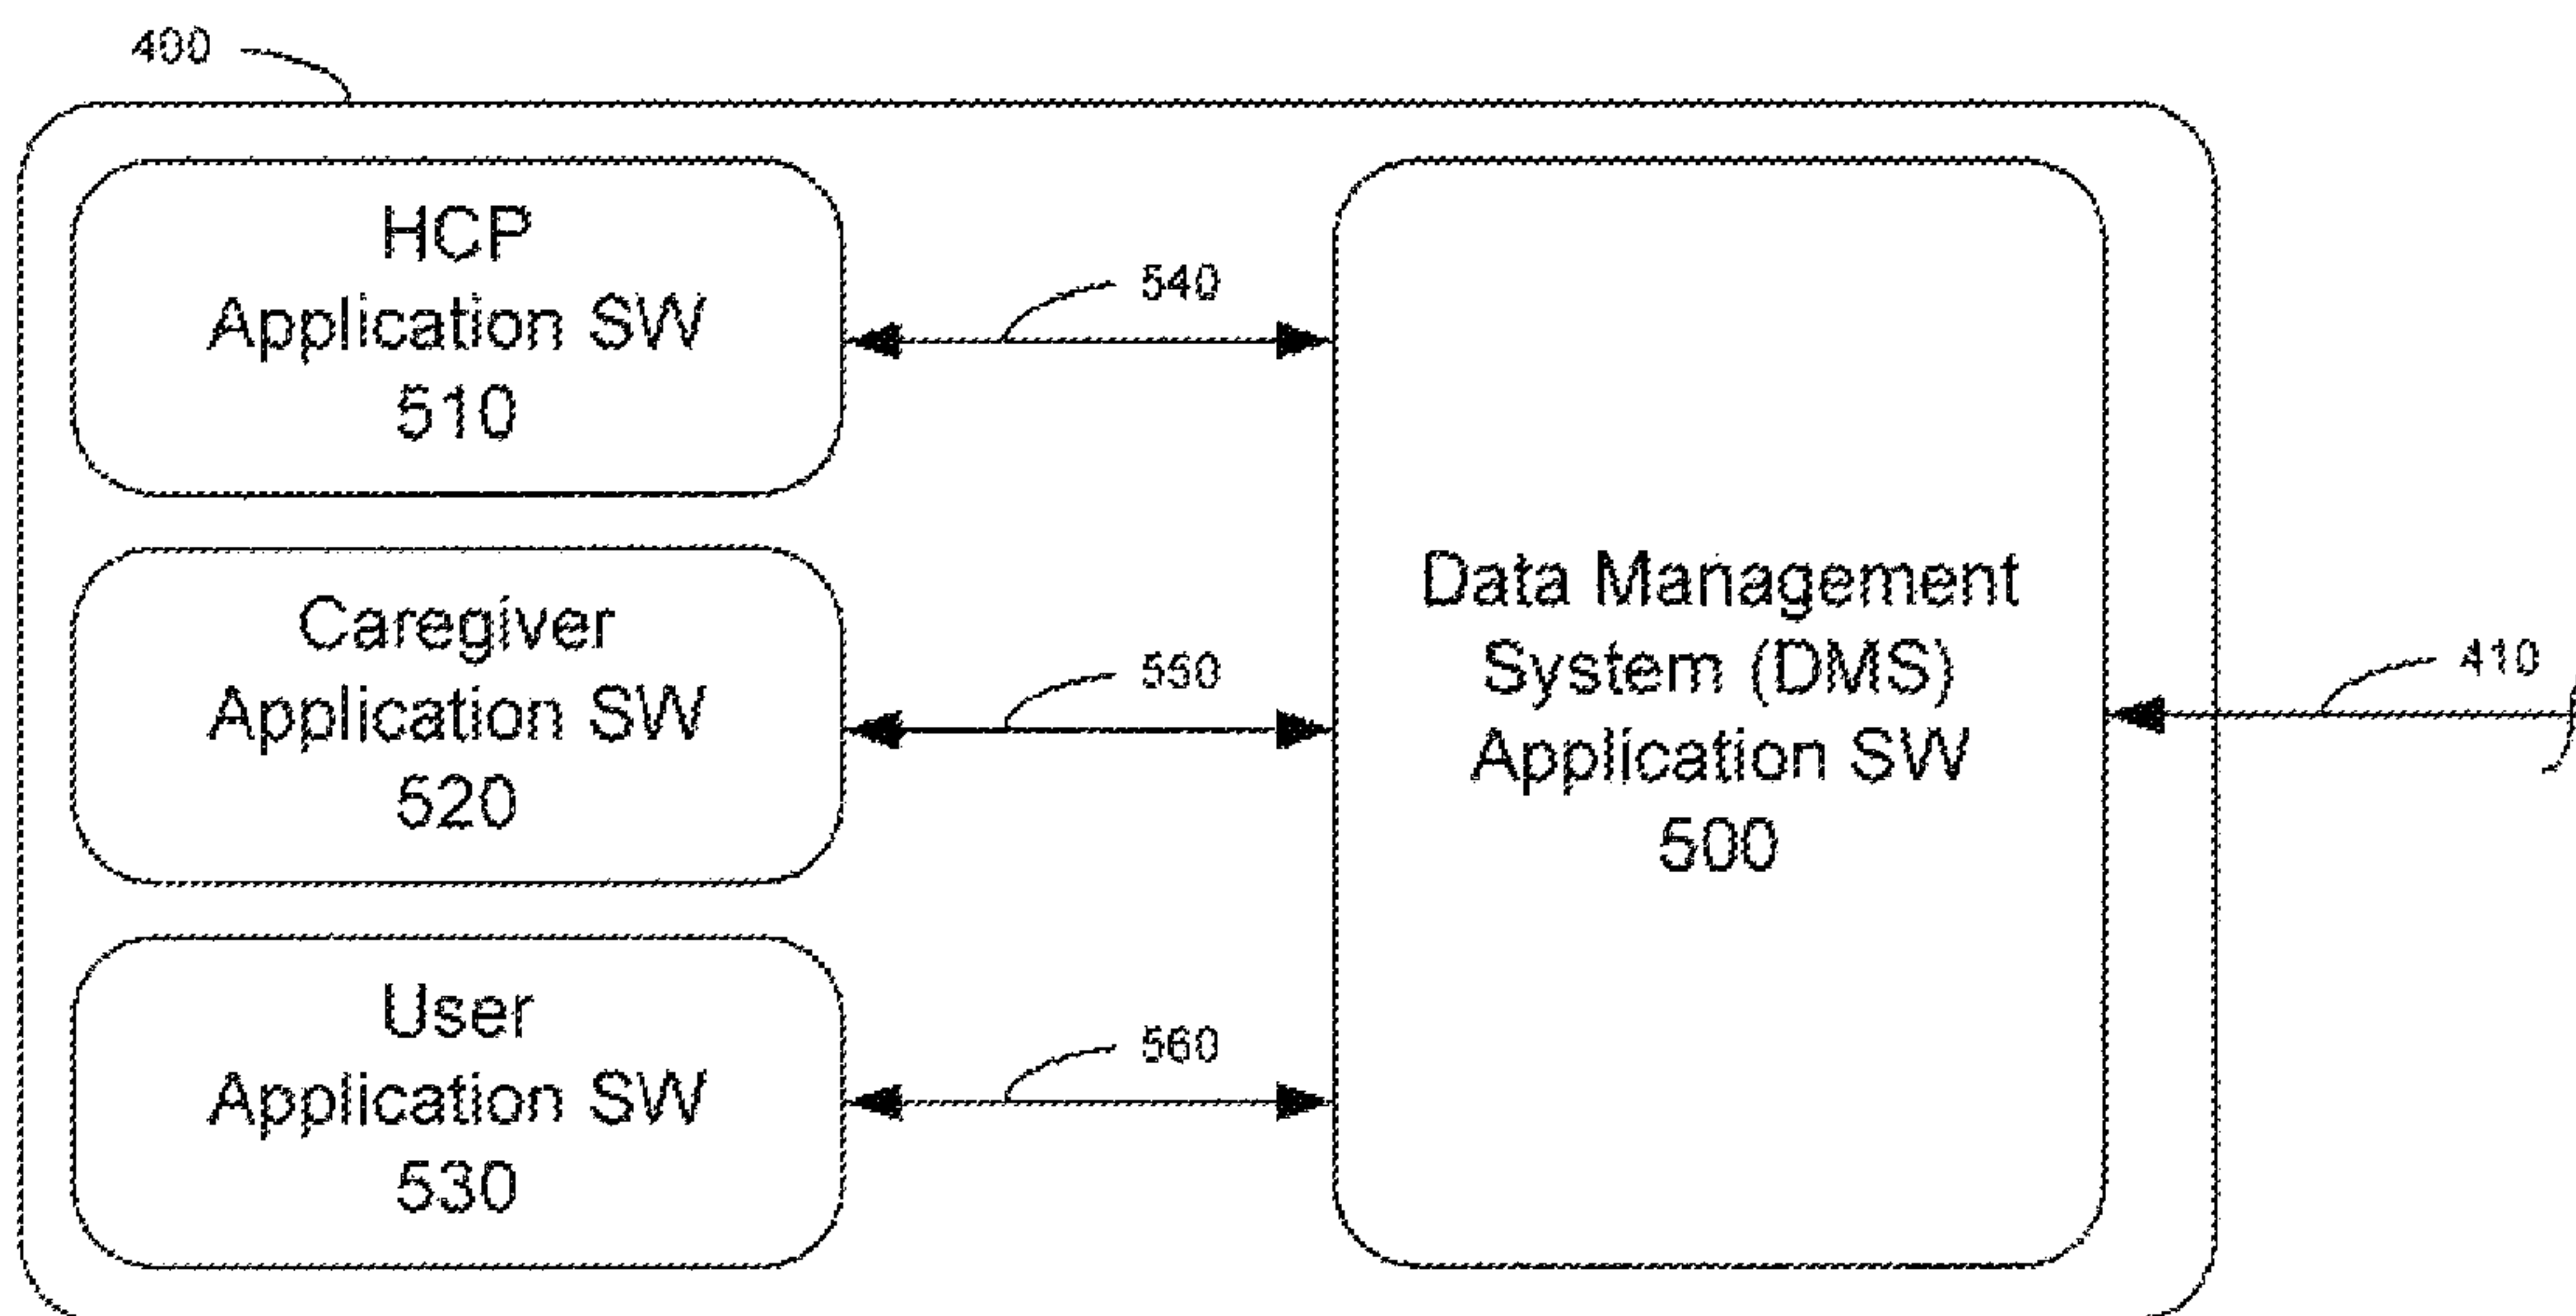 400
HCP
Application SW
510
540
Caregiver
Application SW
520
550
Data Management
System (DMS)
Application SW
500
410
User
Application SW
530
560